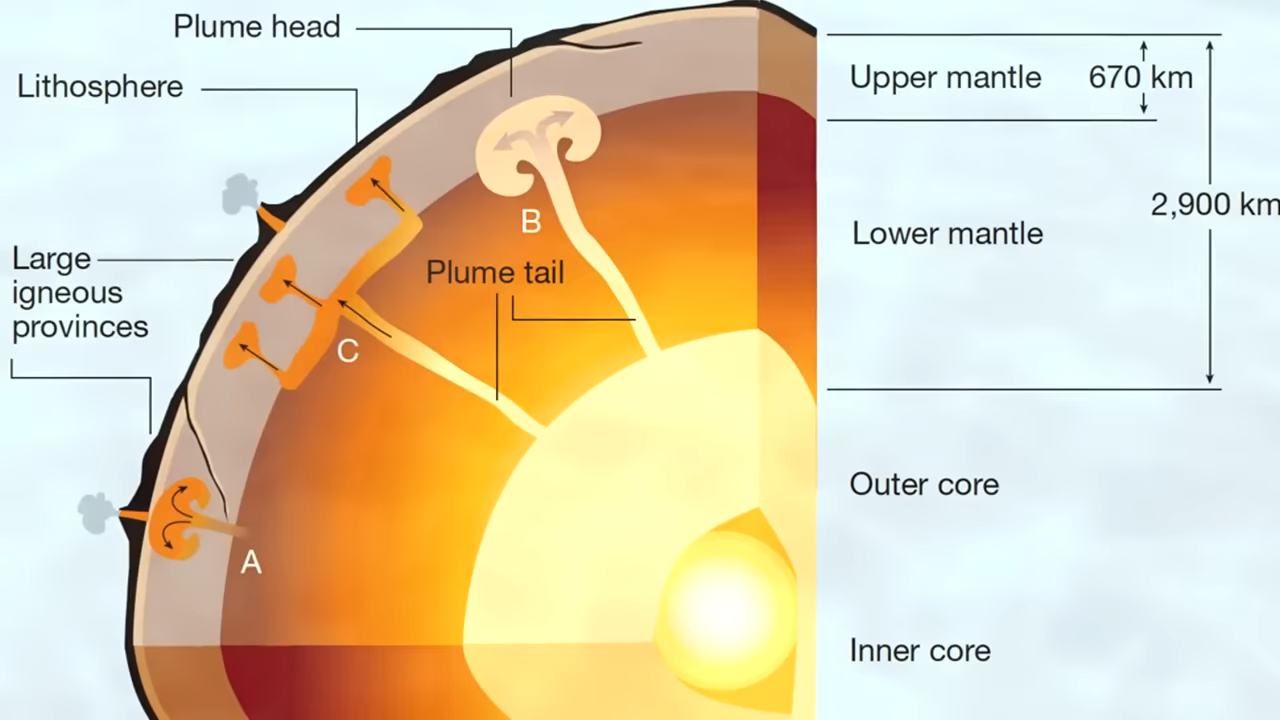 Plume head
Lithosphere
Large
igneous
provinces
B
Plume tail
C
A
Upper mantle 670 km
2,900 km
Lower mantle
Outer core
Inner core